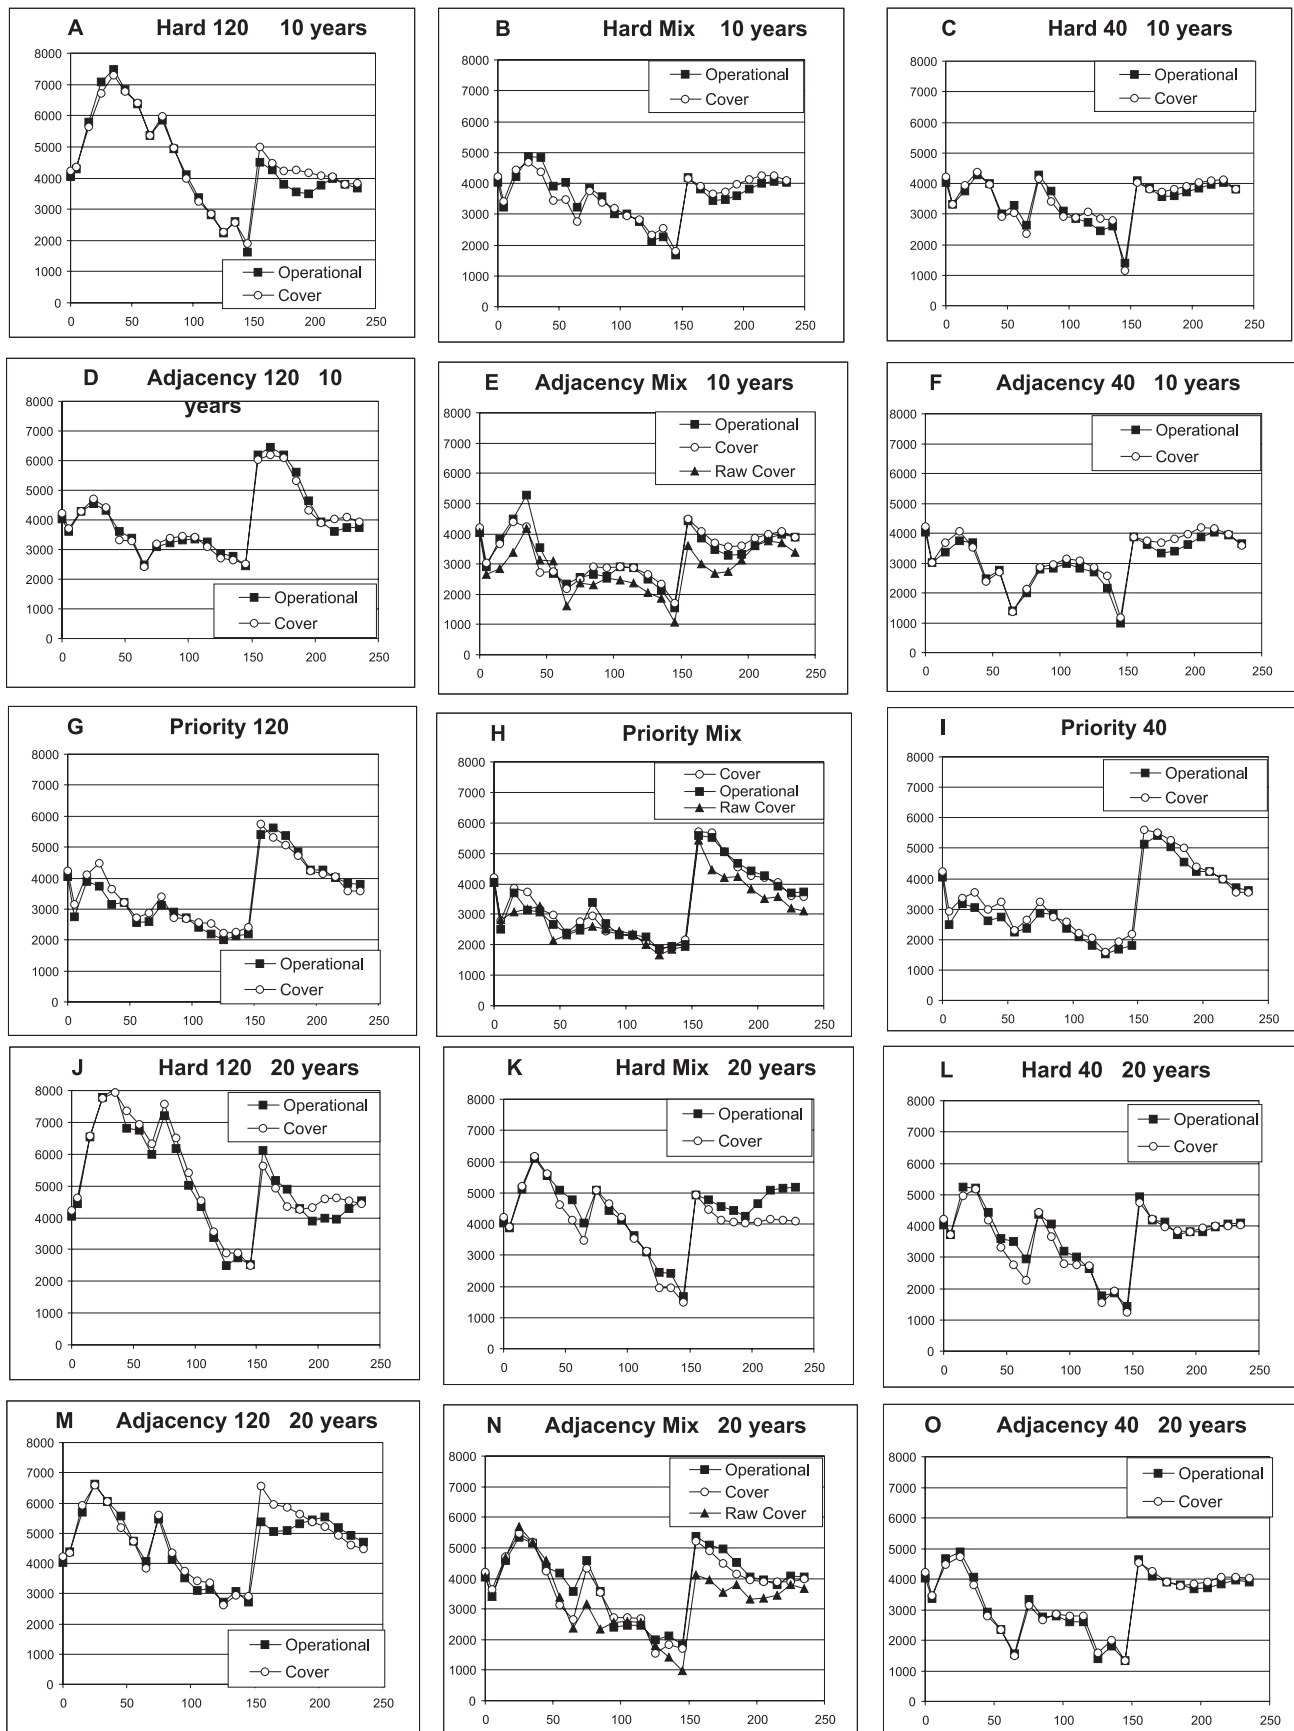 A Hard 120 10 years
8000
7000
6000
5000
4000
3000
2000
1000
0
0 50 100 150 200 250
Operational
Cover
B Hard Mix 10 years
8000
7000
6000
5000
4000
3000
2000
1000
0
0 50 100 150 200 250
Operational
Cover
C Hard 40 10 years
8000
7000
6000
5000
4000
3000
2000
1000
0
0 50 100 150 200 250
Operational
Cover
D Adjacency 120 10
years
8000
7000
6000
5000
4000
3000
2000
1000
0
0 50 100 150 200 250
Operational
Cover
E Adjacency Mix 10 years
8000
7000
6000
5000
4000
3000
2000
1000
0
0 50 100 150 200 250
Operational
Cover
Raw Cover
F Adjacency 40 10 years
8000
7000
6000
5000
4000
3000
2000
1000
0
0 50 100 150 200 250
Operational
Cover
G Priority 120
8000
7000
6000
5000
4000
3000
2000
1000
0
0 50 100 150 200 250
Operational
Cover
H Priority Mix
8000
7000
6000
5000
4000
3000
2000
1000
0
0 50 100 150 200 250
Cover
Operational
Raw Cover
I Priority 40
8000
7000
6000
5000
4000
3000
2000
1000
0
0 50 100 150 200 250
Operational
Cover
J Hard 120 20 years
8000
7000
6000
5000
4000
3000
2000
1000
0
0 50 100 150 200 250
Operational
Cover
K Hard Mix 20 years
8000
7000
6000
5000
4000
3000
2000
1000
0
0 50 100 150 200 250
Operational
Cover
L Hard 40 20 years
8000
7000
6000
5000
4000
3000
2000
1000
0
0 50 100 150 200 250
Operational
Cover
M Adjacency 120 20 years
8000
7000
6000
5000
4000
3000
2000
1000
0
0 50 100 150 200 250
Operational
Cover
N Adjacency Mix 20 years
8000
7000
6000
5000
4000
3000
2000
1000
0
0 50 100 150 200 250
Operational
Cover
Raw Cover
O Adjacency 40 20 years
8000
7000
6000
5000
4000
3000
2000
1000
0
0 50 100 150 200 250
Operational
Cover